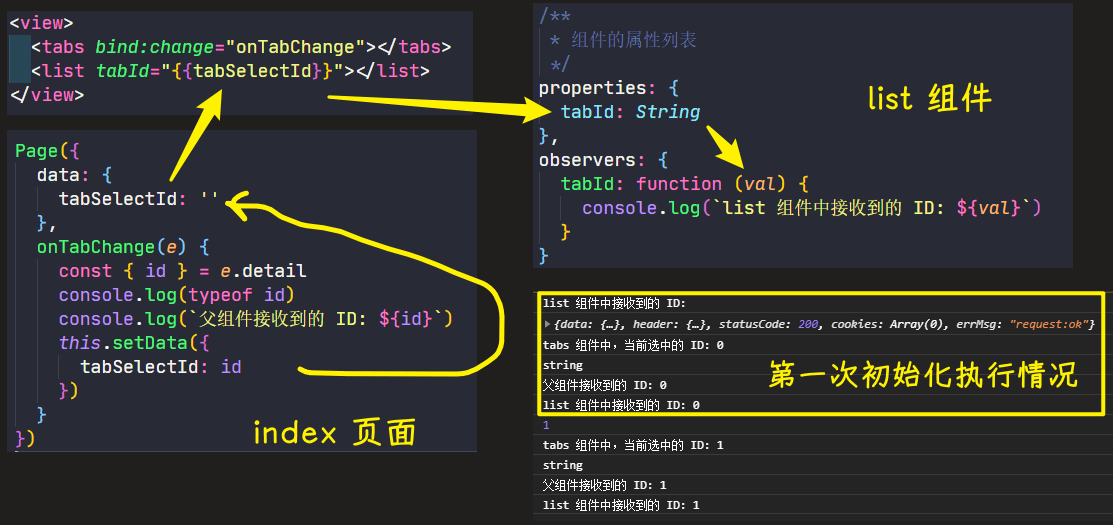 <view>
<tabs bind:change="onTabChange"></tabs>
<list tabId="{{tabSelectId}}"></list>
</view>
Page({
data: {
tabSelectId: ''
},
onTabChange(e) {
const { id } = e.detail
console.log(typeof id)
console.log(`父组件接收到的 ID: ${id}`)
this.setData({
tabSelectId: id
})
}
})
index 页面
/**
* 组件的属性列表
*/
properties: {
tabId: String
},
observers: {
tabId: function (val) {
console.log(`list 组件中接收到的 ID: ${val}`)
}
}
list 组件
list 组件中接收到的 ID:
{data: {…}, header: {…}, statusCode: 200, cookies: Array(0), errMsg: "request:ok"}
tabs 组件中，当前选中的 ID: 0
string
父组件接收到的 ID: 0
list 组件中接收到的 ID: 0
第一次初始化执行情况
1
tabs 组件中，当前选中的 ID: 1
string
父组件接收到的 ID: 1
list 组件中接收到的 ID: 1